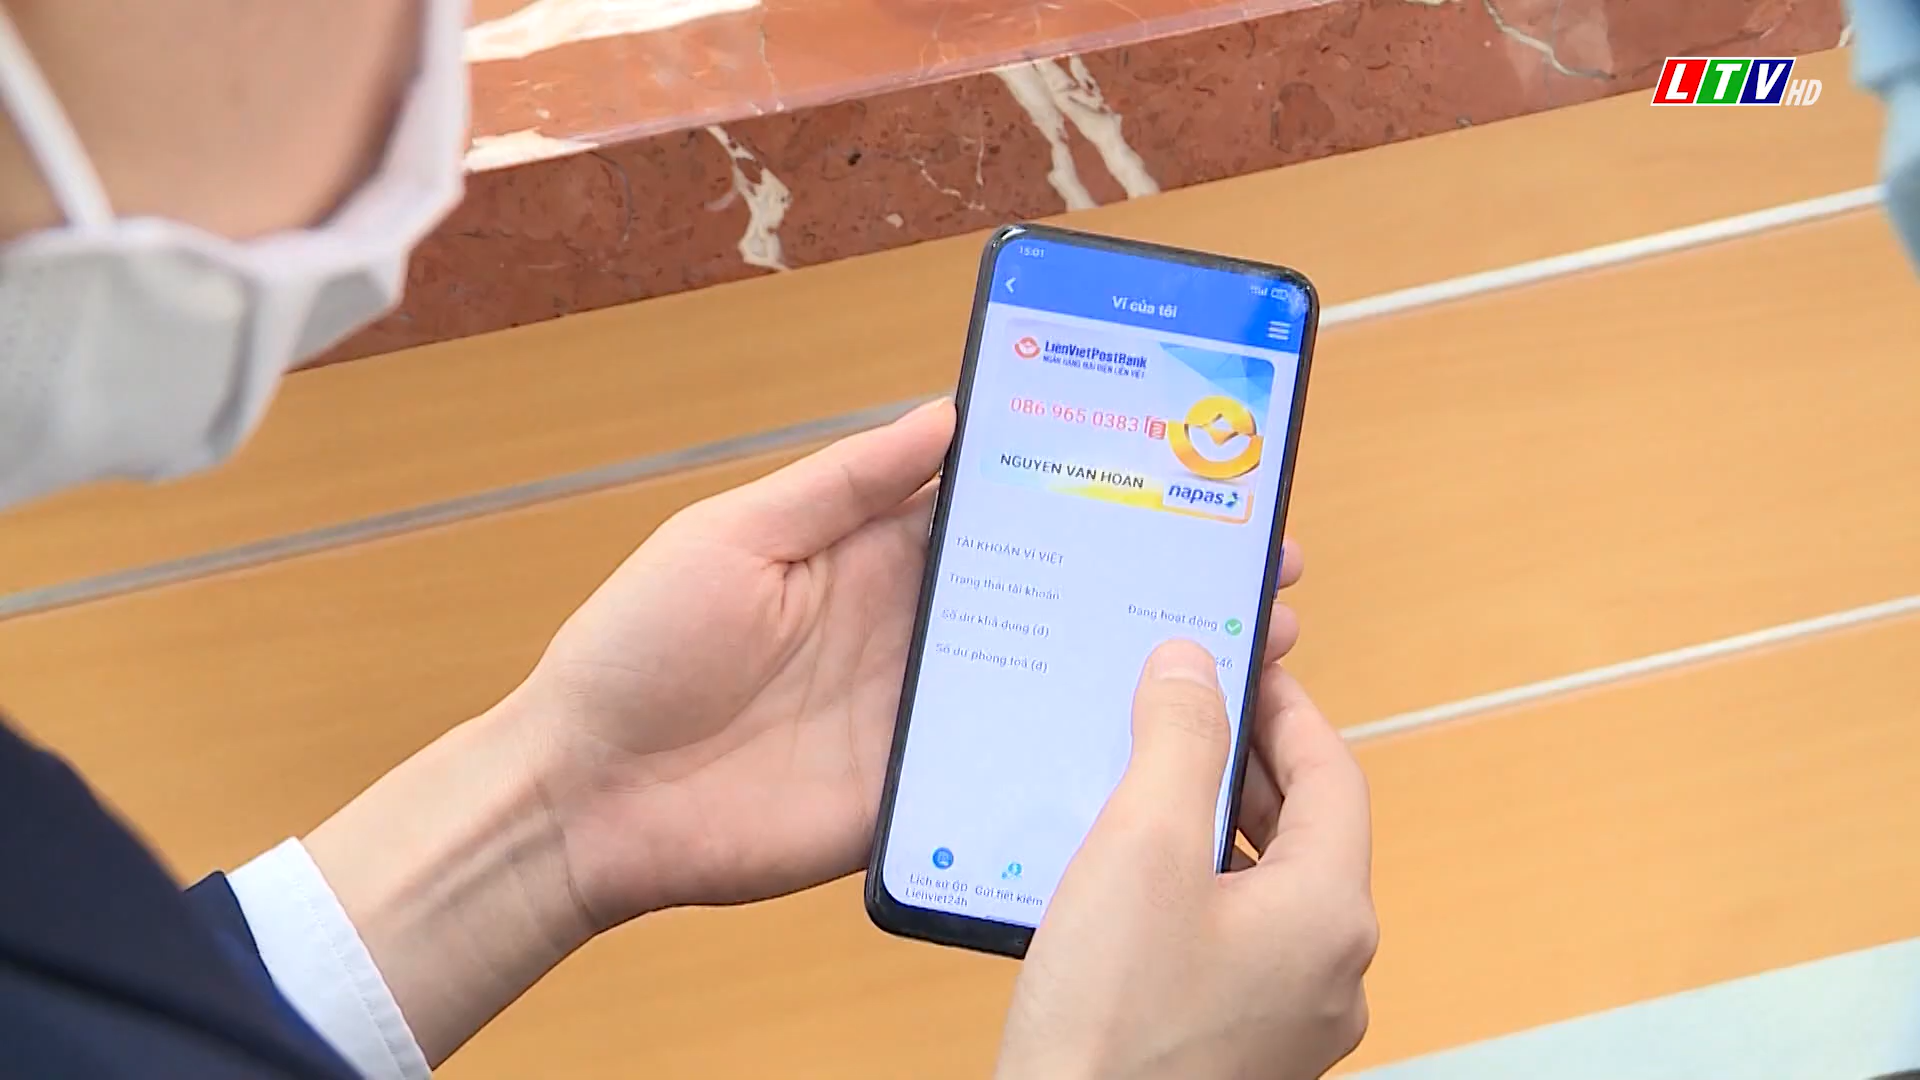 LTV HD
15:01
Ví của tôi
LienVietPostBank
NGÂN HÀNG BƯU ĐIỆN LIÊN VIỆT
086 965 0383
NGUYEN VAN HOAN
napas
TÀI KHOẢN VÍ VIỆT
Trạng thái tài khoản
Đang hoạt động
Số dư khả dụng (đ)
Số dư phong toả (đ)
Lịch sử GD
Lienviet24h
Gửi tiết kiệm